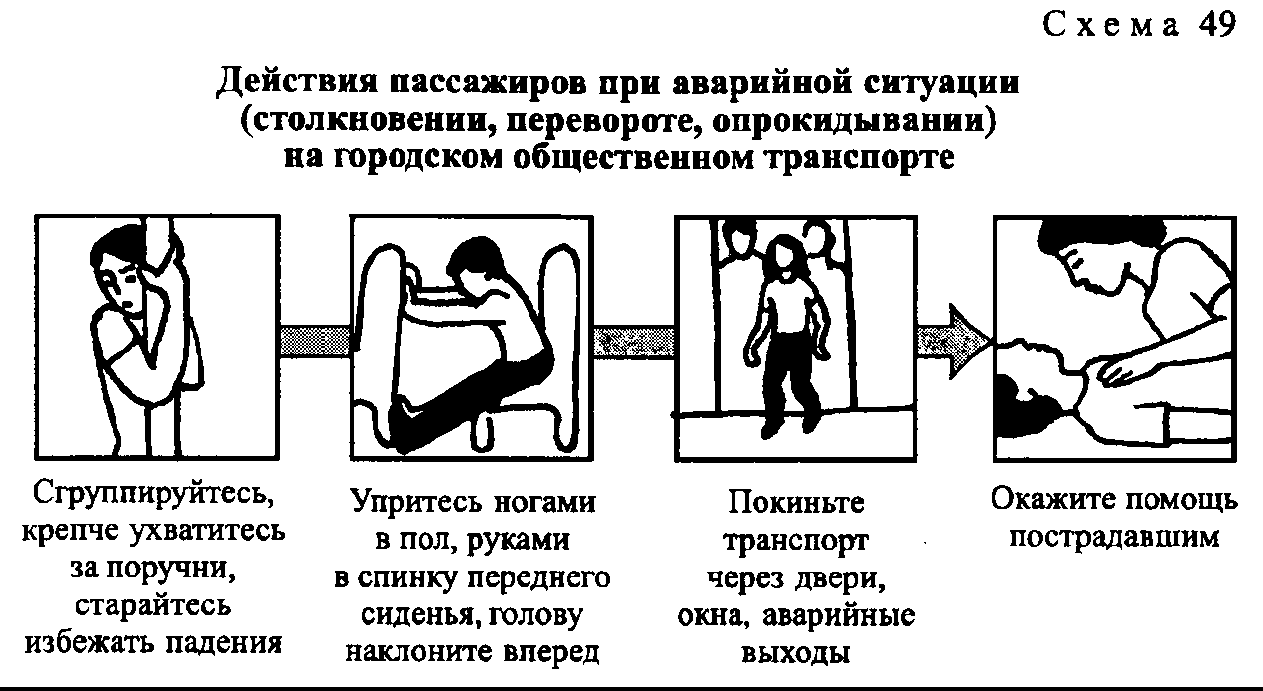 Схема 49
Действия пассажиров при аварийной ситуации
(столкновении, перевороте, опрокидывании)
на городском общественном транспорте
Сгруппируйтесь,
крепче ухватитесь
за поручни,
старайтесь
избежать падения
Упритесь ногами
в пол, руками
в спинку переднего
сиденья, голову
наклоните вперед
Покиньте
транспорт
через двери,
окна, аварийные
выходы
Окажите помощь
пострадавшим